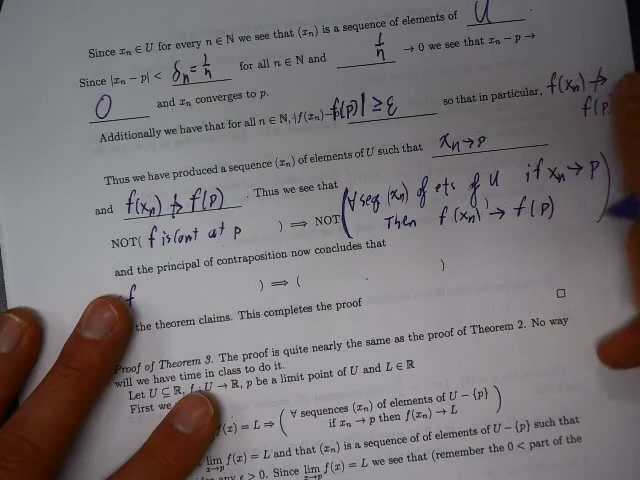 Since xₙ ∈ U for every n ∈ N we see that (xₙ) is a sequence of elements of U
Since |xₙ − p| < δₙ = 1/n for all n ∈ N and 1/n → 0 we see that xₙ − p →
0 and xₙ converges to p.
Additionally we have that for all n ∈ N, |f(xₙ) − f(p)| ≥ ε so that in particular, f(xₙ) ↛ f(p)
Thus we have produced a sequence (xₙ) of elements of U such that xₙ → p
and f(xₙ) ↛ f(p). Thus we see that
NOT( f is cont at p ) ⟹ NOT( ∀ seq (xₙ) of elts of U if xₙ → p
Then f(xₙ) → f(p) )
and the principal of contraposition now concludes that
f ) ⟹ ( )
the theorem claims. This completes the proof □
Proof of Theorem 3. The proof is quite nearly the same as the proof of Theorem 2. No way
will we have time in class to do it.
Let U ⊆ R, f : U → R, p be a limit point of U and L ∈ R
First we
f(x) = L ⇒ ( ∀ sequences (xₙ) of elements of U − {p}
if xₙ → p then f(xₙ) → L )
lim x→p f(x) = L and that (xₙ) is a sequence of of elements of U − {p} such that
any ε > 0. Since lim x→p f(x) = L we see that (remember the 0 < part of the